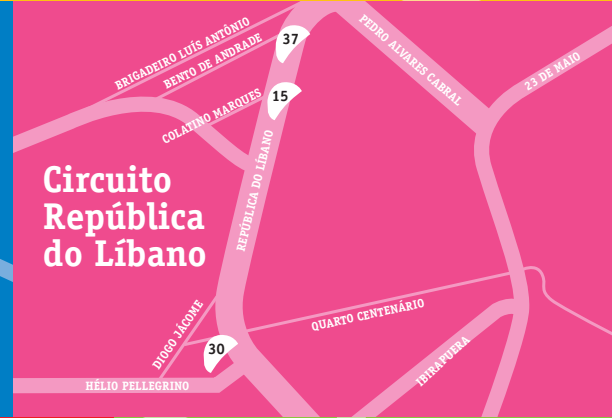 BRIGADEIRO LUÍS ANTÔNIO
BENTO DE ANDRADE
37
PEDRO ALVARES CABRAL
23 DE MAIO
15
COLATINO MARQUES
REPÚBLICA DO LÍBANO
Circuito
República
do Líbano
DIOGO JÁCOME
QUARTO CENTENÁRIO
30
IBIRAPUERA
HÉLIO PELLEGRINO